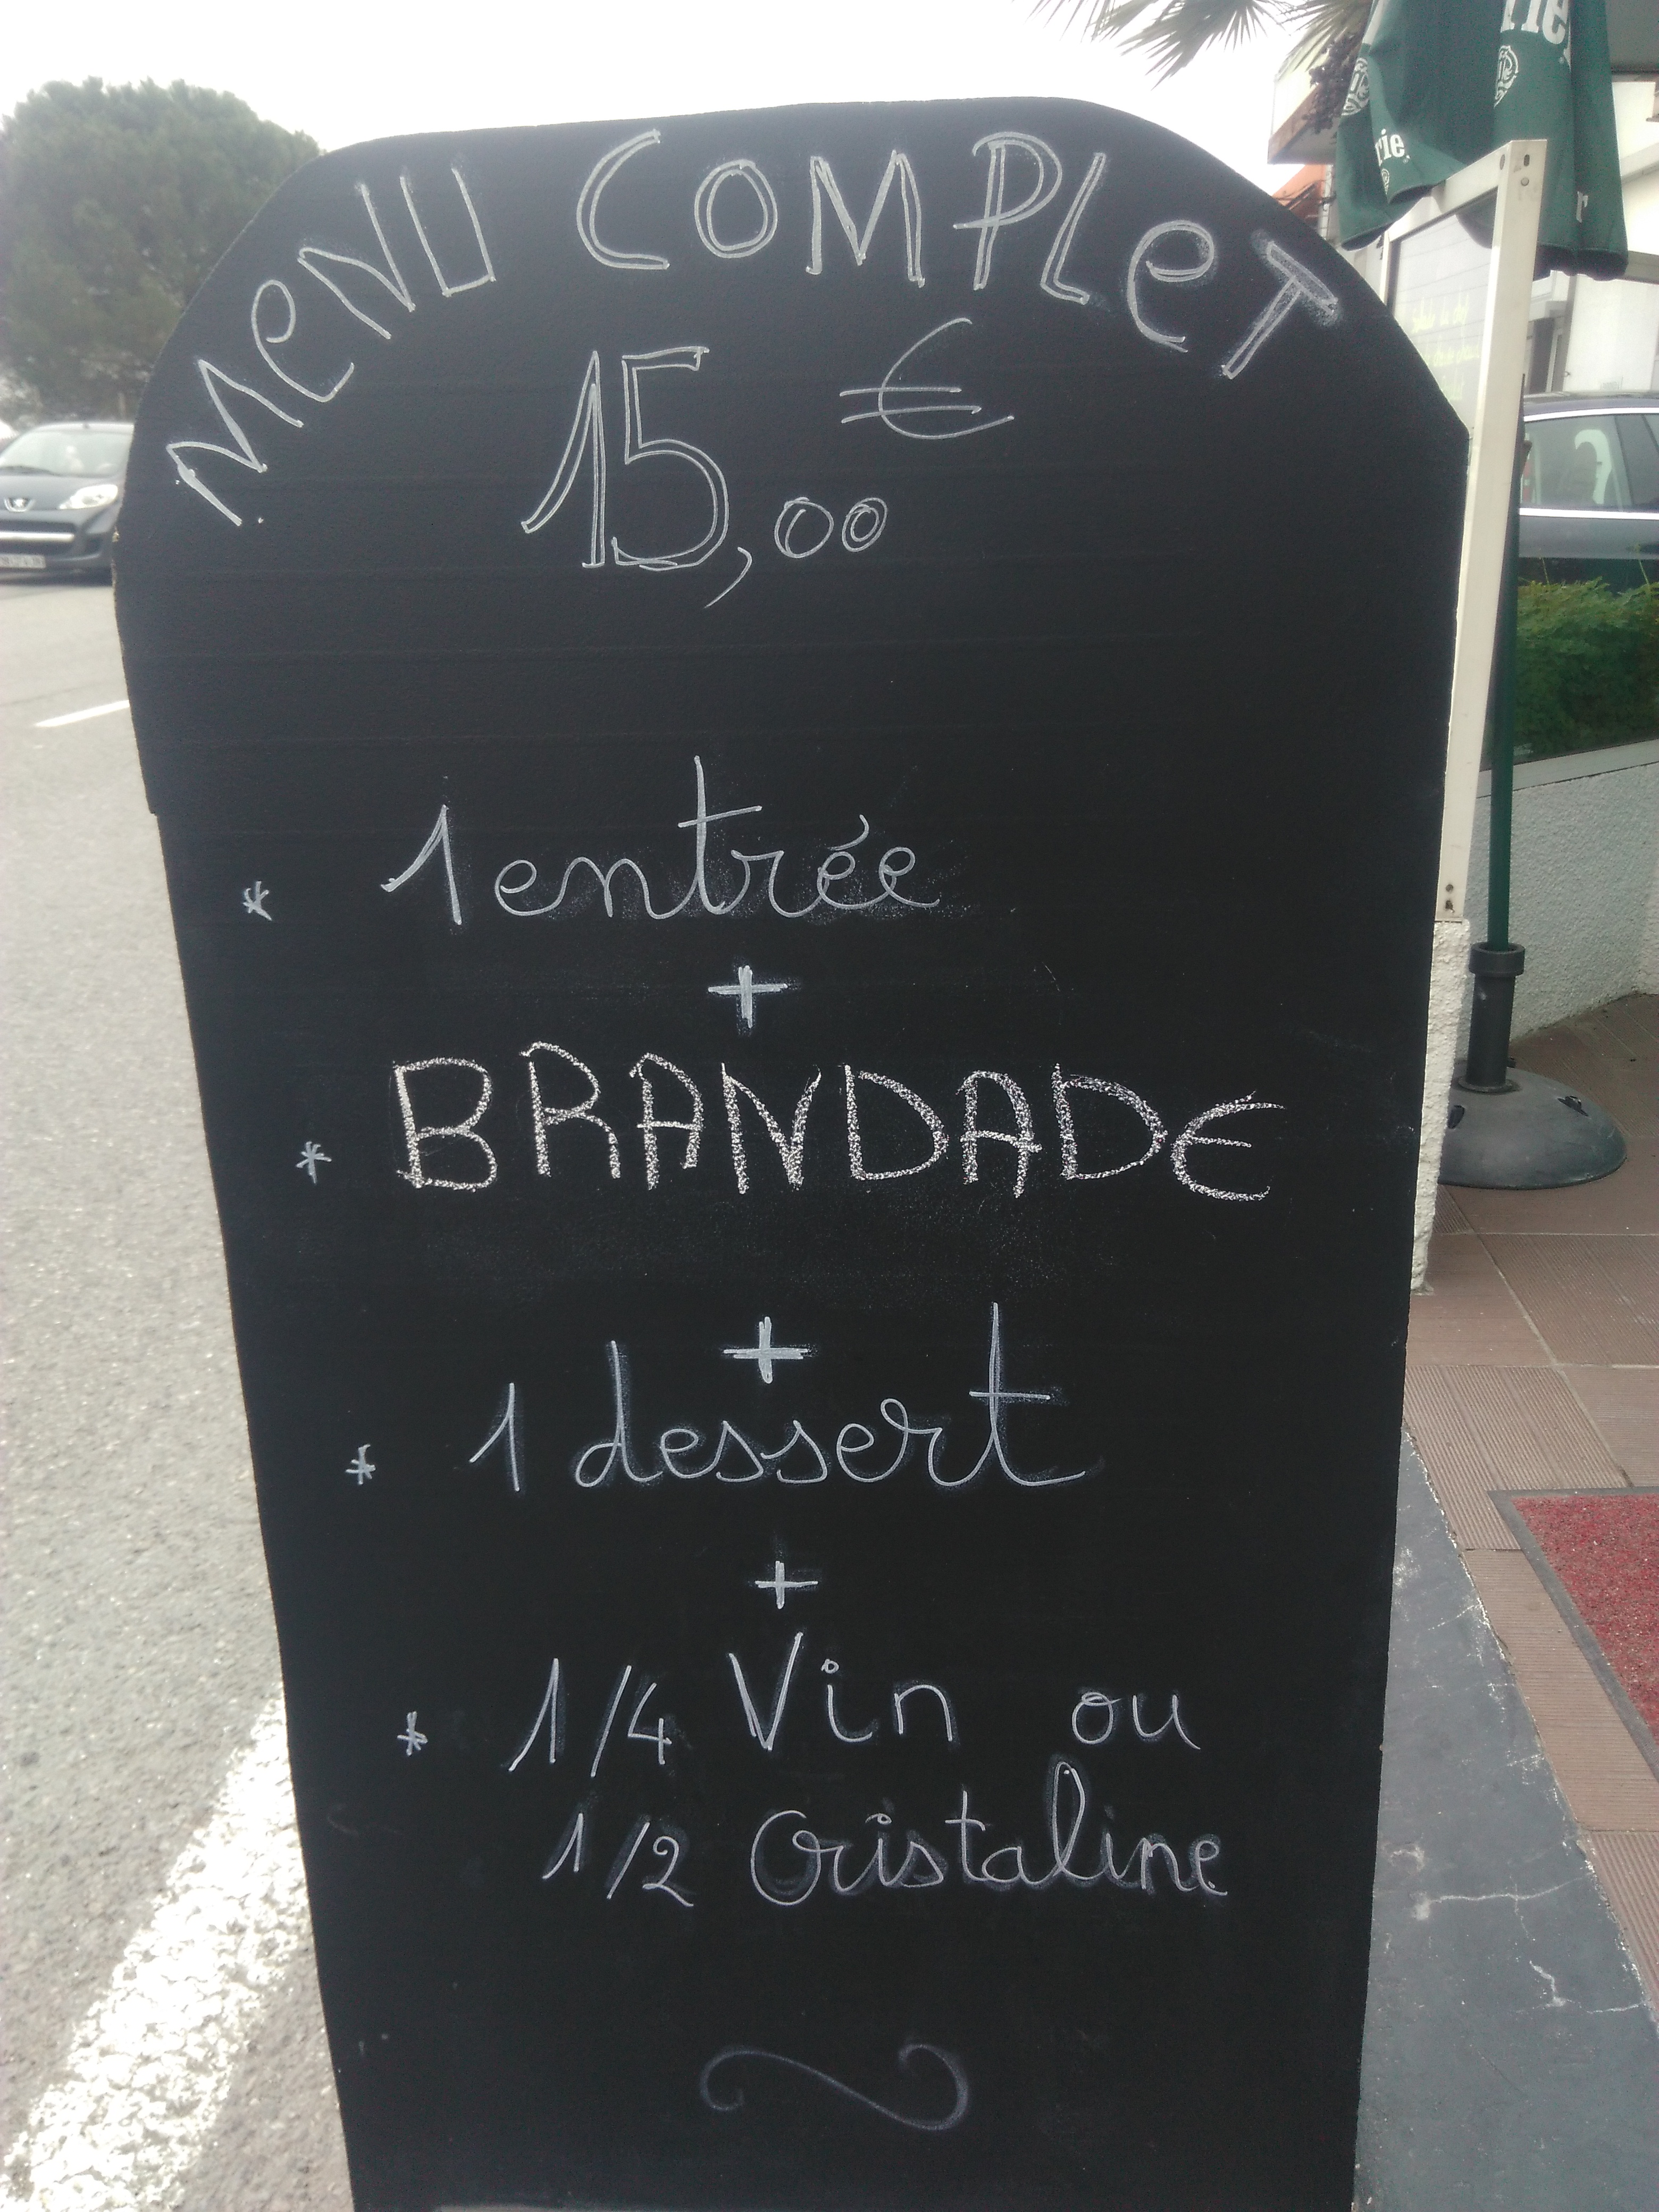 MENU COMPLET
15,00 €
* 1 entrée
+
* BRANDADE
+
* 1 dessert
+
* 1/4 Vin ou
1/2 Cristaline